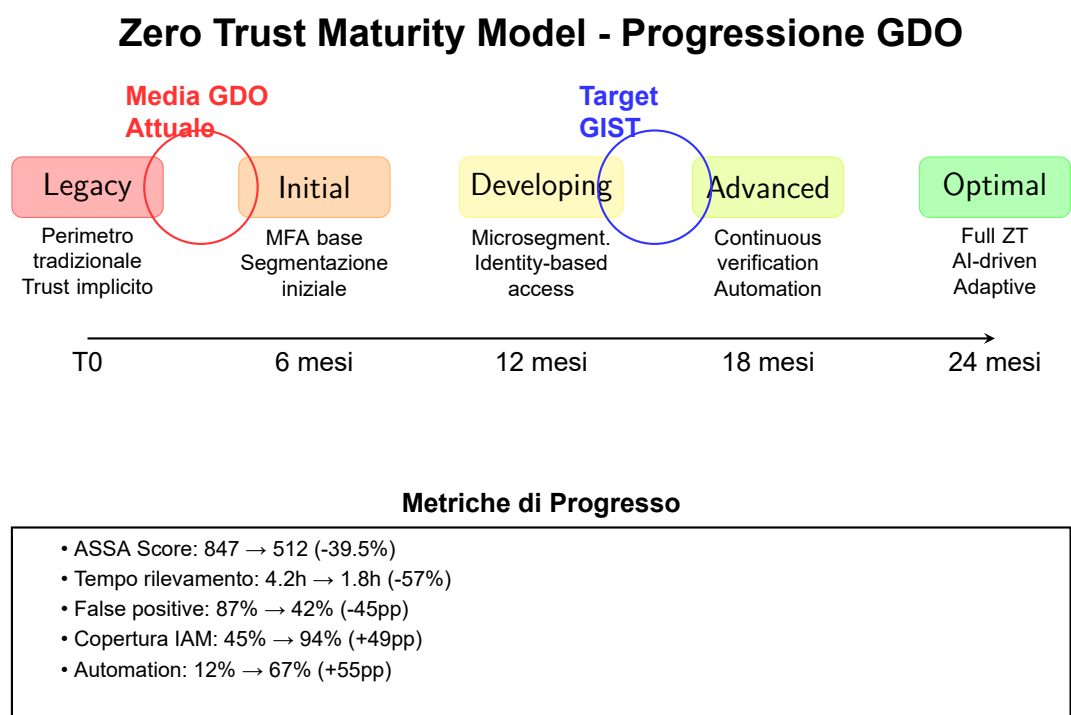 Zero Trust Maturity Model - Progressione GDO
Media GDO
Attuale
Target
GIST
Legacy
Initial
Developing
Advanced
Optimal
Perimetro
tradizionale
Trust implicito
MFA base
Segmentazione
iniziale
Microsegment.
Identity-based
access
Continuous
verification
Automation
Full ZT
AI-driven
Adaptive
T0
6 mesi
12 mesi
18 mesi
24 mesi
Metriche di Progresso
• ASSA Score: 847 → 512 (-39.5%)
• Tempo rilevamento: 4.2h → 1.8h (-57%)
• False positive: 87% → 42% (-45pp)
• Copertura IAM: 45% → 94% (+49pp)
• Automation: 12% → 67% (+55pp)